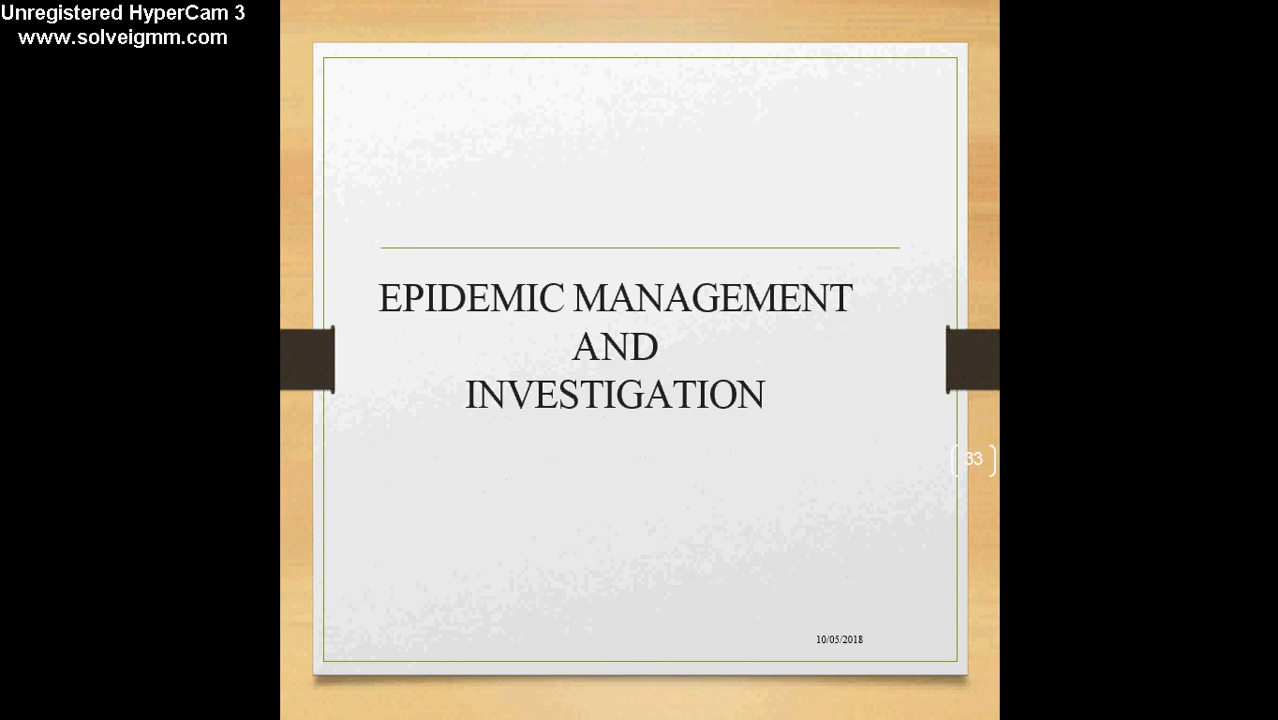 Unregistered HyperCam 3
www.solveigmm.com
EPIDEMIC MANAGEMENT
AND
INVESTIGATION
33
10/05/2018